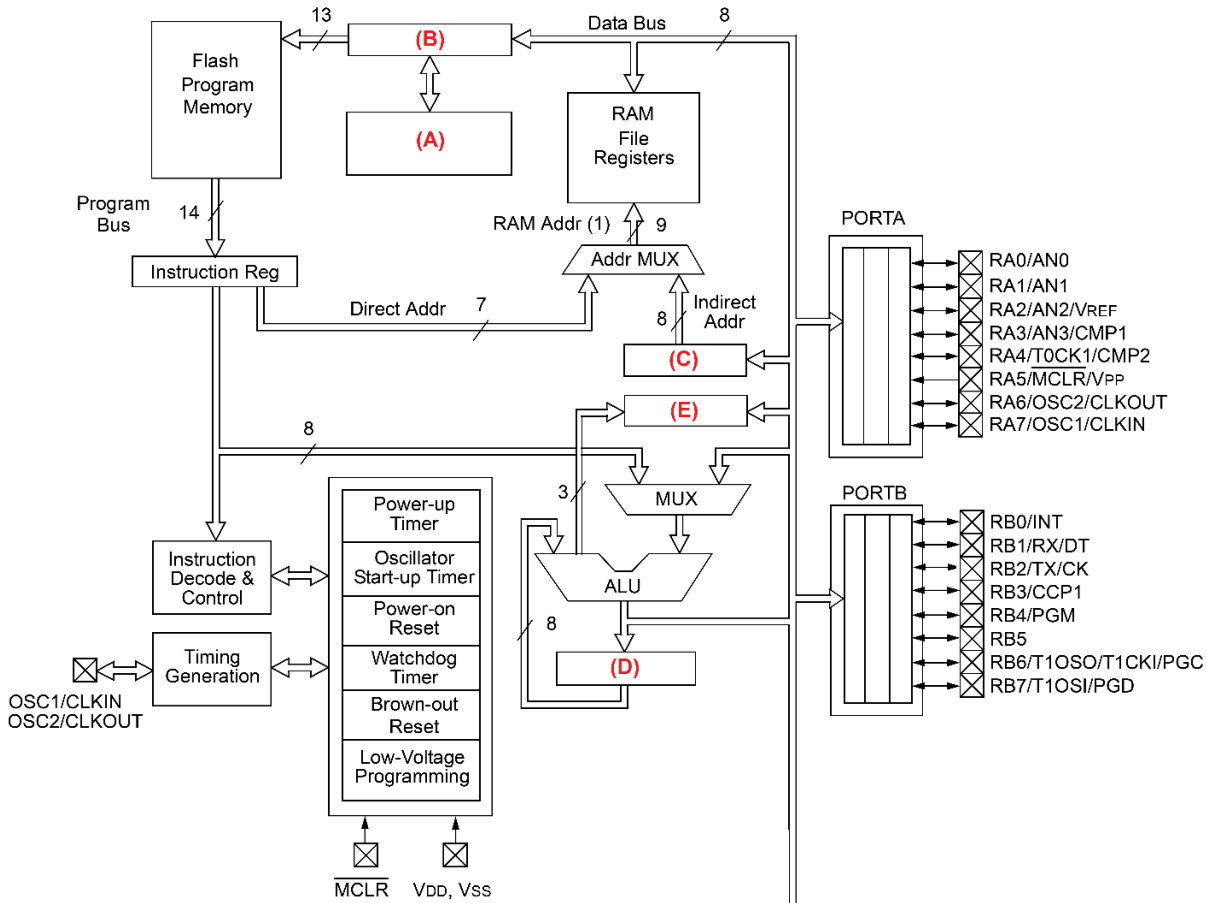 13
(B)
Data Bus
8
Flash
Program
Memory
(A)
RAM
File
Registers
Program
Bus
14
RAM Addr (1)
9
PORTA
Instruction Reg
Addr MUX
Direct Addr
7
8
Indirect
Addr
(C)
(E)
RA0/AN0
RA1/AN1
RA2/AN2/VREF
RA3/AN3/CMP1
RA4/T0CK1/CMP2
RA5/MCLR/VPP
RA6/OSC2/CLKOUT
RA7/OSC1/CLKIN
8
3
MUX
PORTB
Power-up
Timer
Oscillator
Start-up Timer
Power-on
Reset
Watchdog
Timer
Brown-out
Reset
Low-Voltage
Programming
Instruction
Decode &
Control
Timing
Generation
OSC1/CLKIN
OSC2/CLKOUT
ALU
8
(D)
RB0/INT
RB1/RX/DT
RB2/TX/CK
RB3/CCP1
RB4/PGM
RB5
RB6/T1OSO/T1CKI/PGC
RB7/T1OSI/PGD
MCLR
VDD, VSS